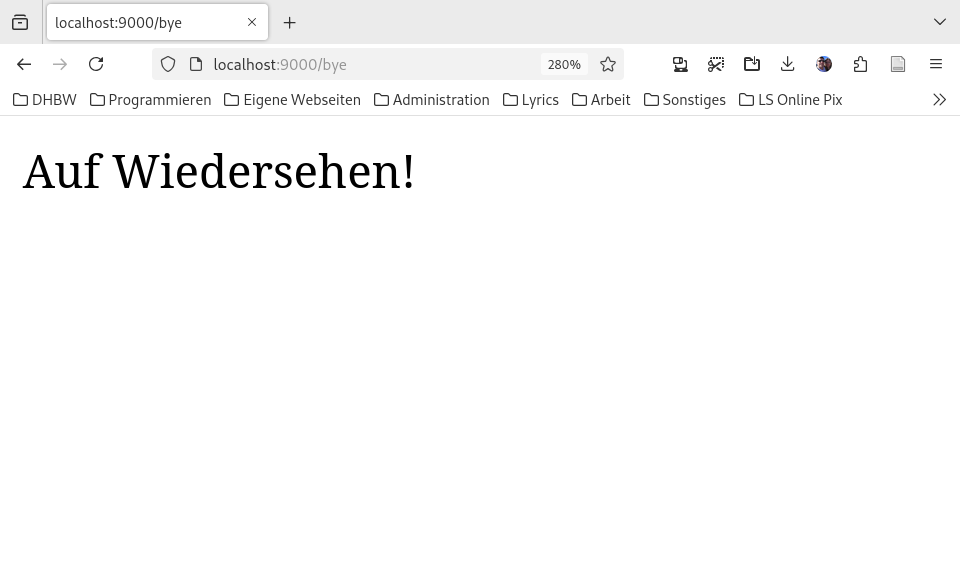 localhost:9000/bye
localhost:9000/bye 280%
DHBW Programmieren Eigene Webseiten Administration Lyrics Arbeit Sonstiges LS Online Pix
Auf Wiedersehen!